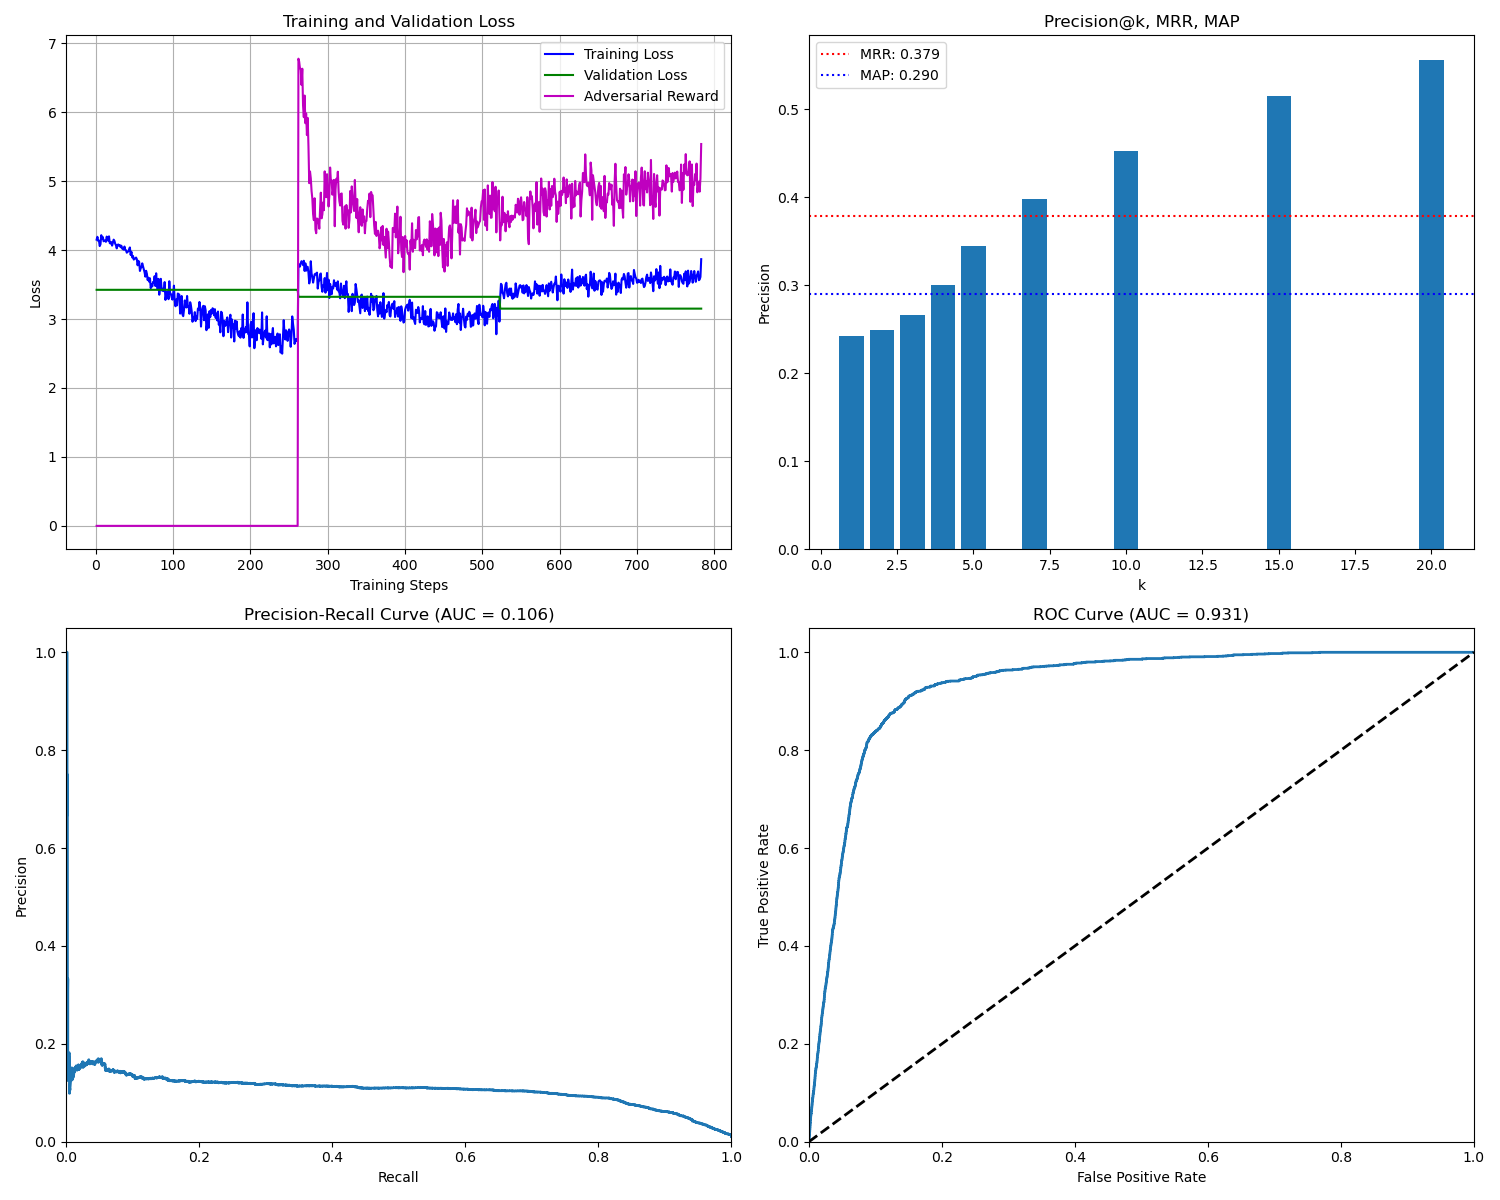 Training and Validation Loss
Training Loss
Validation Loss
Adversarial Reward
7
6
5
4
3
2
1
0
Loss
0 100 200 300 400 500 600 700 800
Training Steps
Precision@k, MRR, MAP
MRR: 0.379
MAP: 0.290
0.5
0.4
0.3
0.2
0.1
0.0
Precision
0.0 2.5 5.0 7.5 10.0 12.5 15.0 17.5 20.0
k
Precision-Recall Curve (AUC = 0.106)
1.0
0.8
0.6
0.4
0.2
0.0
Precision
0.0 0.2 0.4 0.6 0.8 1.0
Recall
ROC Curve (AUC = 0.931)
1.0
0.8
0.6
0.4
0.2
0.0
True Positive Rate
0.0 0.2 0.4 0.6 0.8 1.0
False Positive Rate